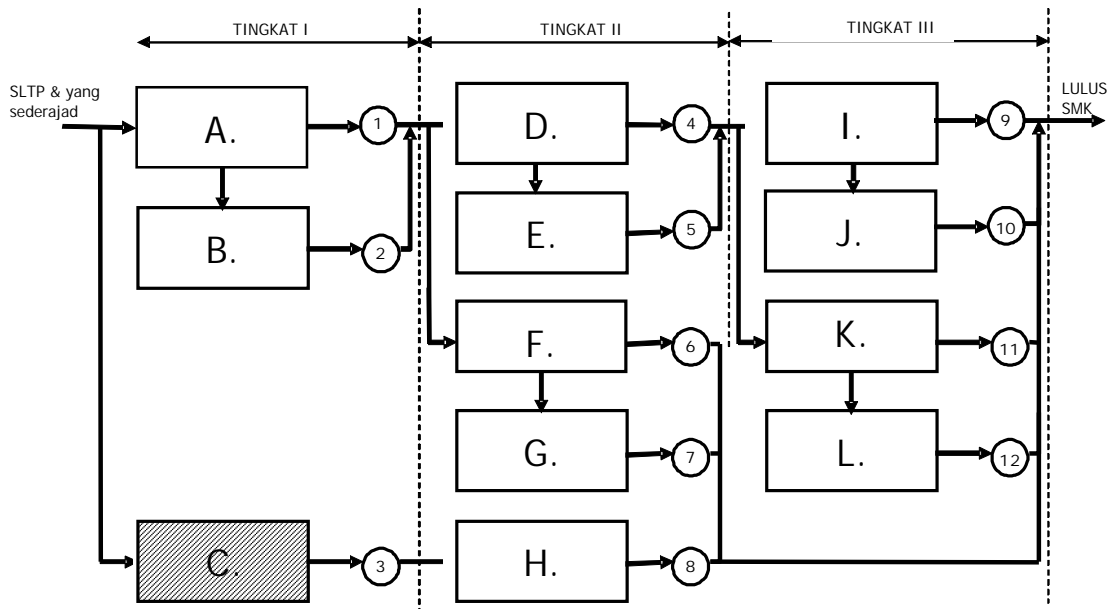 TINGKAT I
TINGKAT II
TINGKAT III
SLTP & yang
sederajad
LULUS
SMK
A.
1
D.
4
I.
9
B.
2
E.
5
J.
10
F.
6
K.
11
G.
7
L.
12
C.
3
H.
8